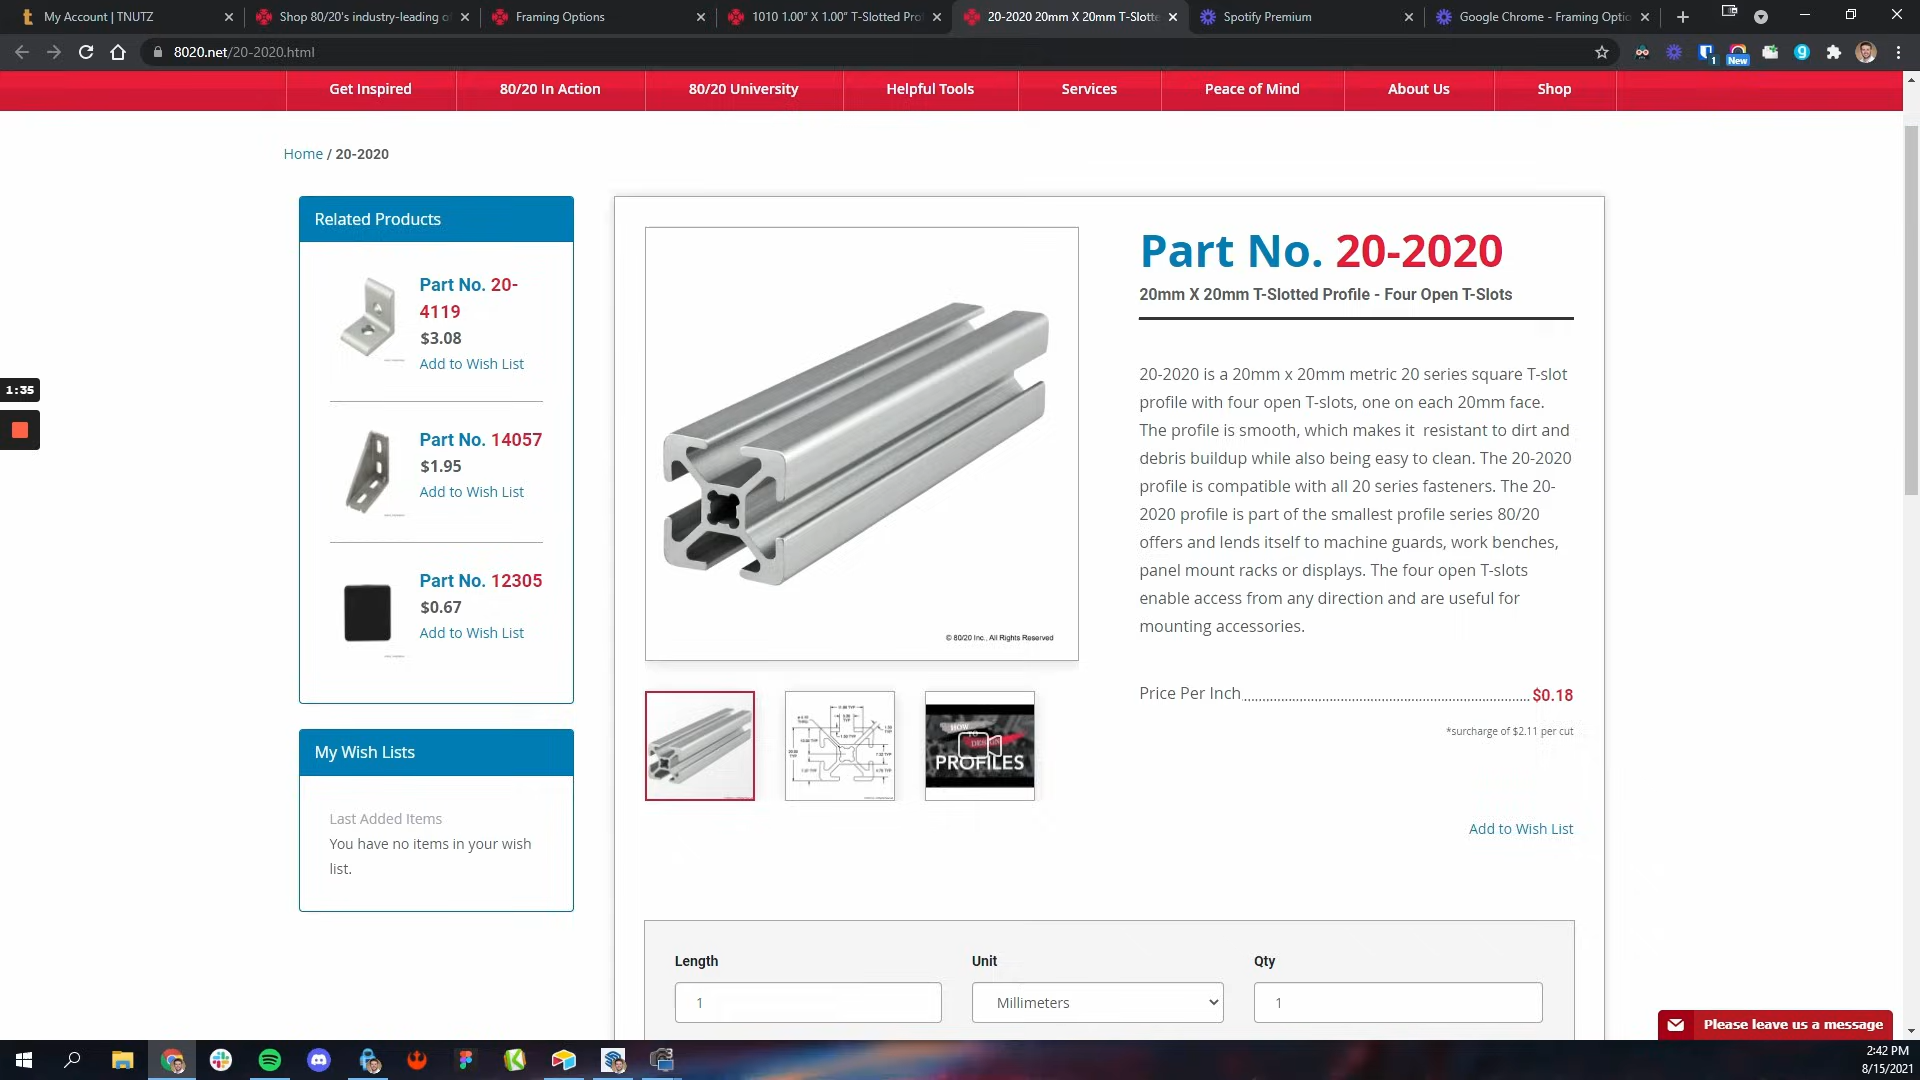 My Account | TNUTZ
Shop 80/20's industry-leading o
Framing Options
1010 1.00" X 1.00" T-Slotted Pro
20-2020 20mm X 20mm T-Slotte
Spotify Premium
Google Chrome - Framing Optio
8020.net/20-2020.html
1
New
Get Inspired
80/20 In Action
80/20 University
Helpful Tools
Services
Peace of Mind
About Us
Shop
Home / 20-2020
Related Products
Part No. 20-
4119
$3.08
Add to Wish List
Part No. 14057
$1.95
Add to Wish List
Part No. 12305
$0.67
Add to Wish List
My Wish Lists
Last Added Items
You have no items in your wish
list.
1:35
© 80/20 Inc., All Rights Reserved
HOW
TO
DESIGN
PROFILES
Part No. 20-2020
20mm X 20mm T-Slotted Profile - Four Open T-Slots
20-2020 is a 20mm x 20mm metric 20 series square T-slot
profile with four open T-slots, one on each 20mm face.
The profile is smooth, which makes it resistant to dirt and
debris buildup while also being easy to clean. The 20-2020
profile is compatible with all 20 series fasteners. The 20-
2020 profile is part of the smallest profile series 80/20
offers and lends itself to machine guards, work benches,
panel mount racks or displays. The four open T-slots
enable access from any direction and are useful for
mounting accessories.
Price Per Inch $0.18
*surcharge of $2.11 per cut
Add to Wish List
Length
Unit
Qty
1
Millimeters
1
Please leave us a message
2:42 PM
8/15/2021